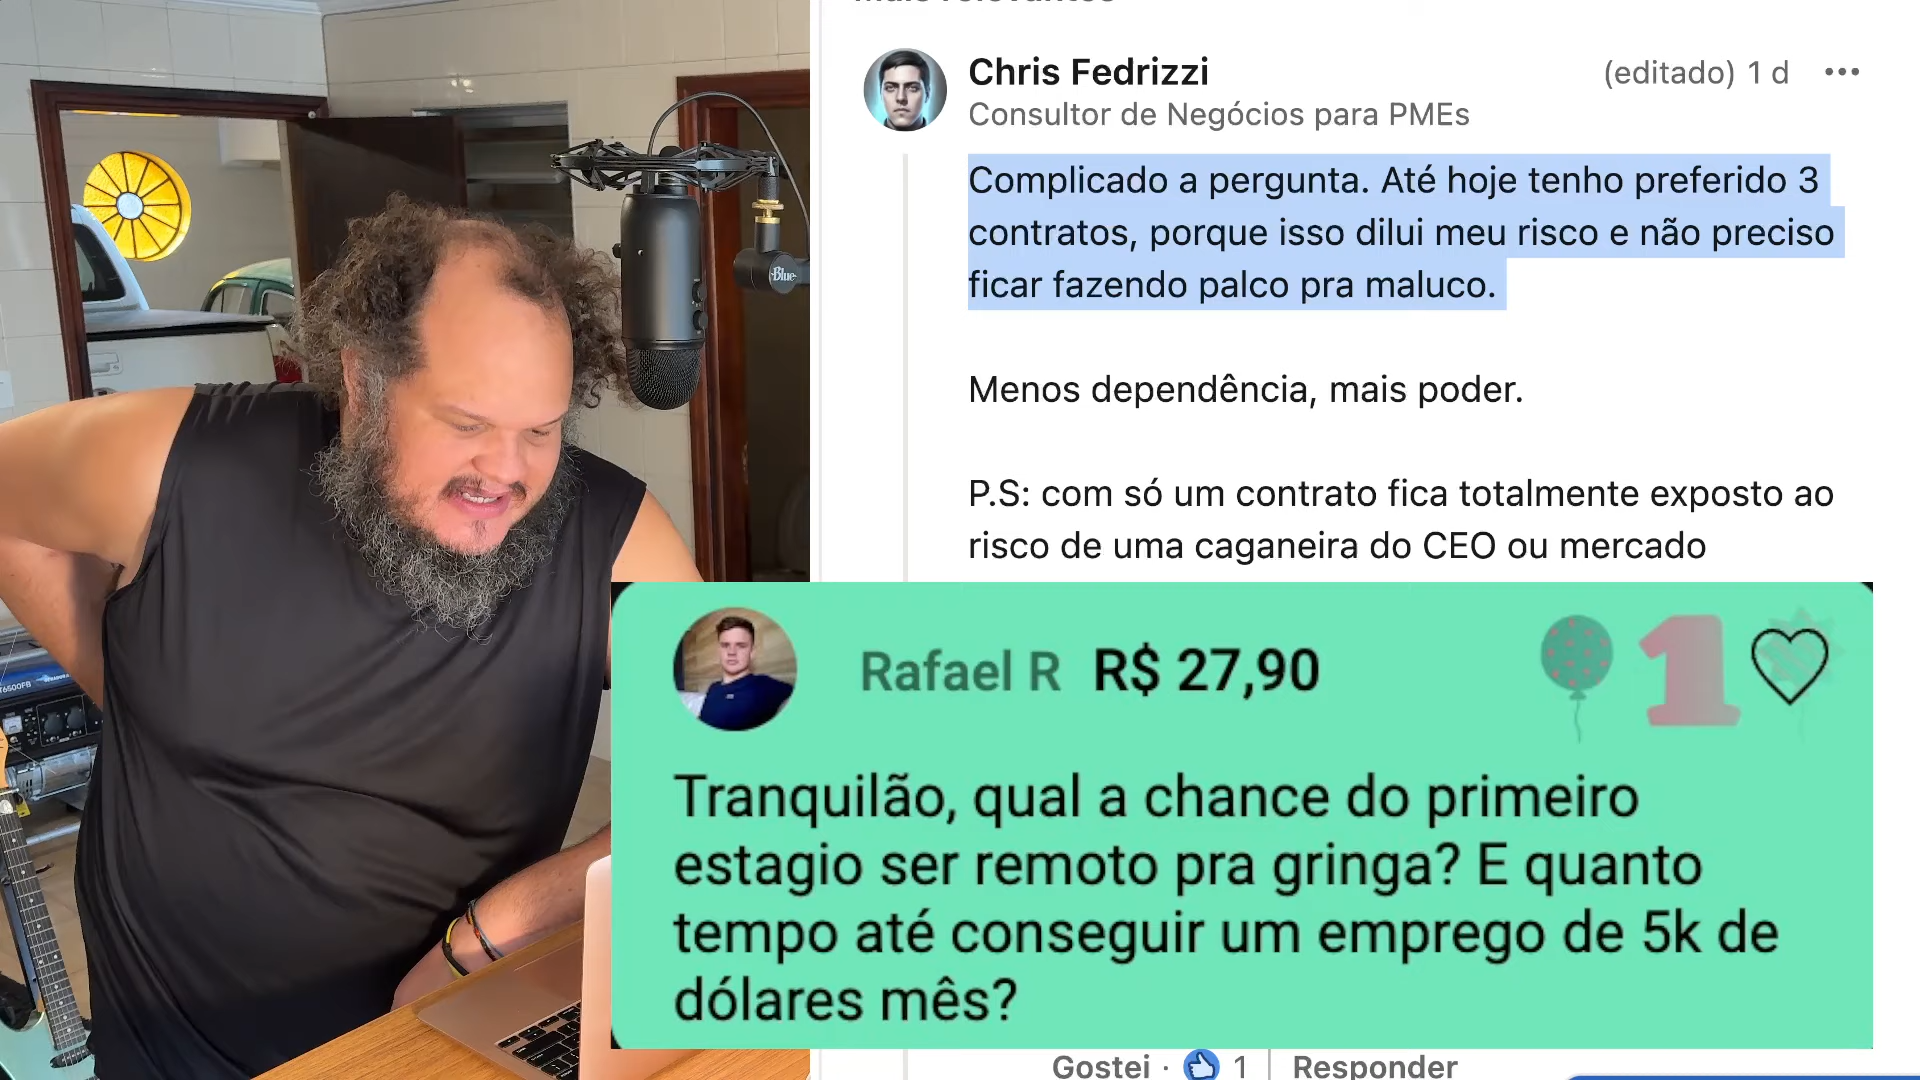 Mais relevantes
Chris Fedrizzi
(editado) 1 d
Consultor de Negócios para PMEs
Complicado a pergunta. Até hoje tenho preferido 3
contratos, porque isso dilui meu risco e não preciso
ficar fazendo palco pra maluco.
Menos dependência, mais poder.
P.S: com só um contrato fica totalmente exposto ao
risco de uma caganeira do CEO ou mercado
Rafael R R$ 27,90
1
Tranquilão, qual a chance do primeiro
estagio ser remoto pra gringa? E quanto
tempo até conseguir um emprego de 5k de
dólares mês?
Gostei · 1 | Responder
Blue
T6500FB